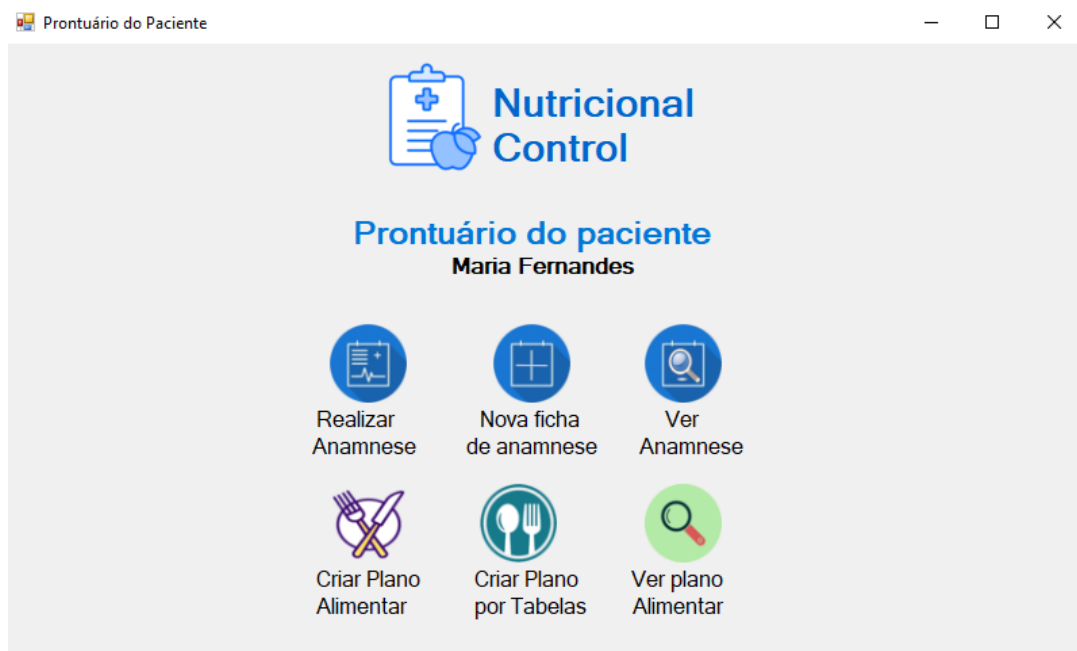 Prontuário do Paciente
Nutricional
Control
Prontuário do paciente
Maria Fernandes
Realizar
Anamnese
Nova ficha
de anamnese
Ver
Anamnese
Criar Plano
Alimentar
Criar Plano
por Tabelas
Ver plano
Alimentar